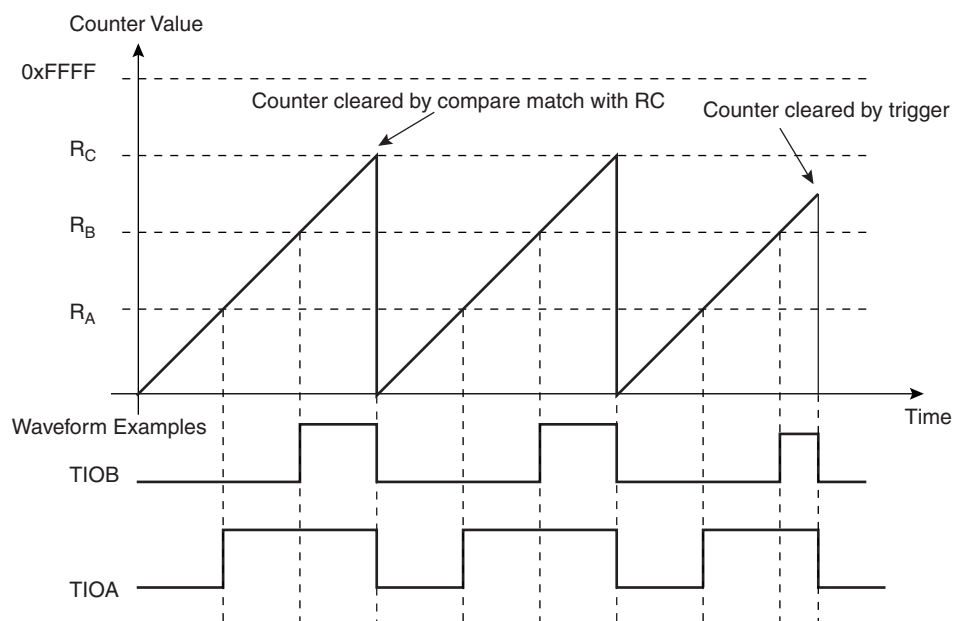 Counter Value
0xFFFF
Counter cleared by compare match with RC
Counter cleared by trigger
RC
RB
RA
Time
Waveform Examples
TIOB
TIOA